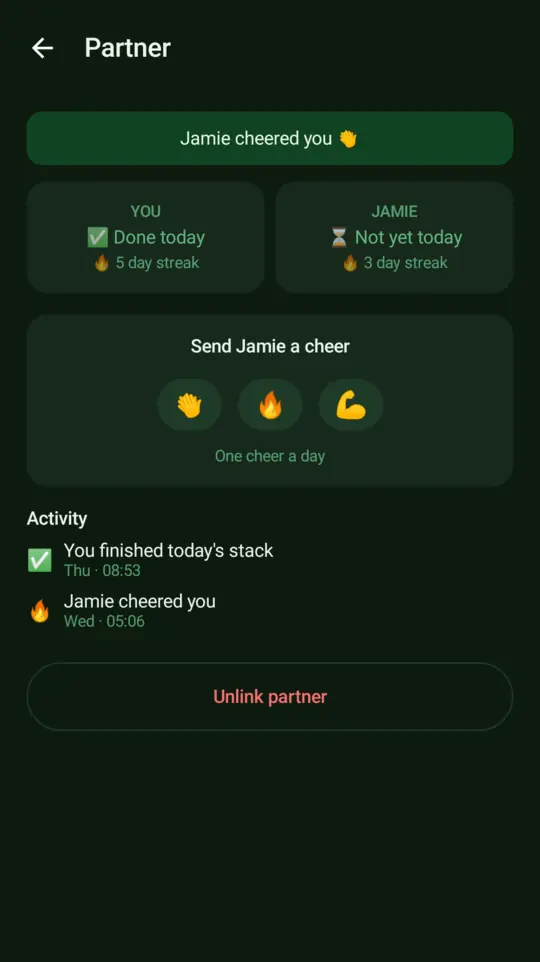 Partner
Jamie cheered you 👏
YOU
✅ Done today
🔥 5 day streak
JAMIE
⏳ Not yet today
🔥 3 day streak
Send Jamie a cheer
👏 🔥 💪
One cheer a day
Activity
✅ You finished today's stack
Thu · 08:53
🔥 Jamie cheered you
Wed · 05:06
Unlink partner